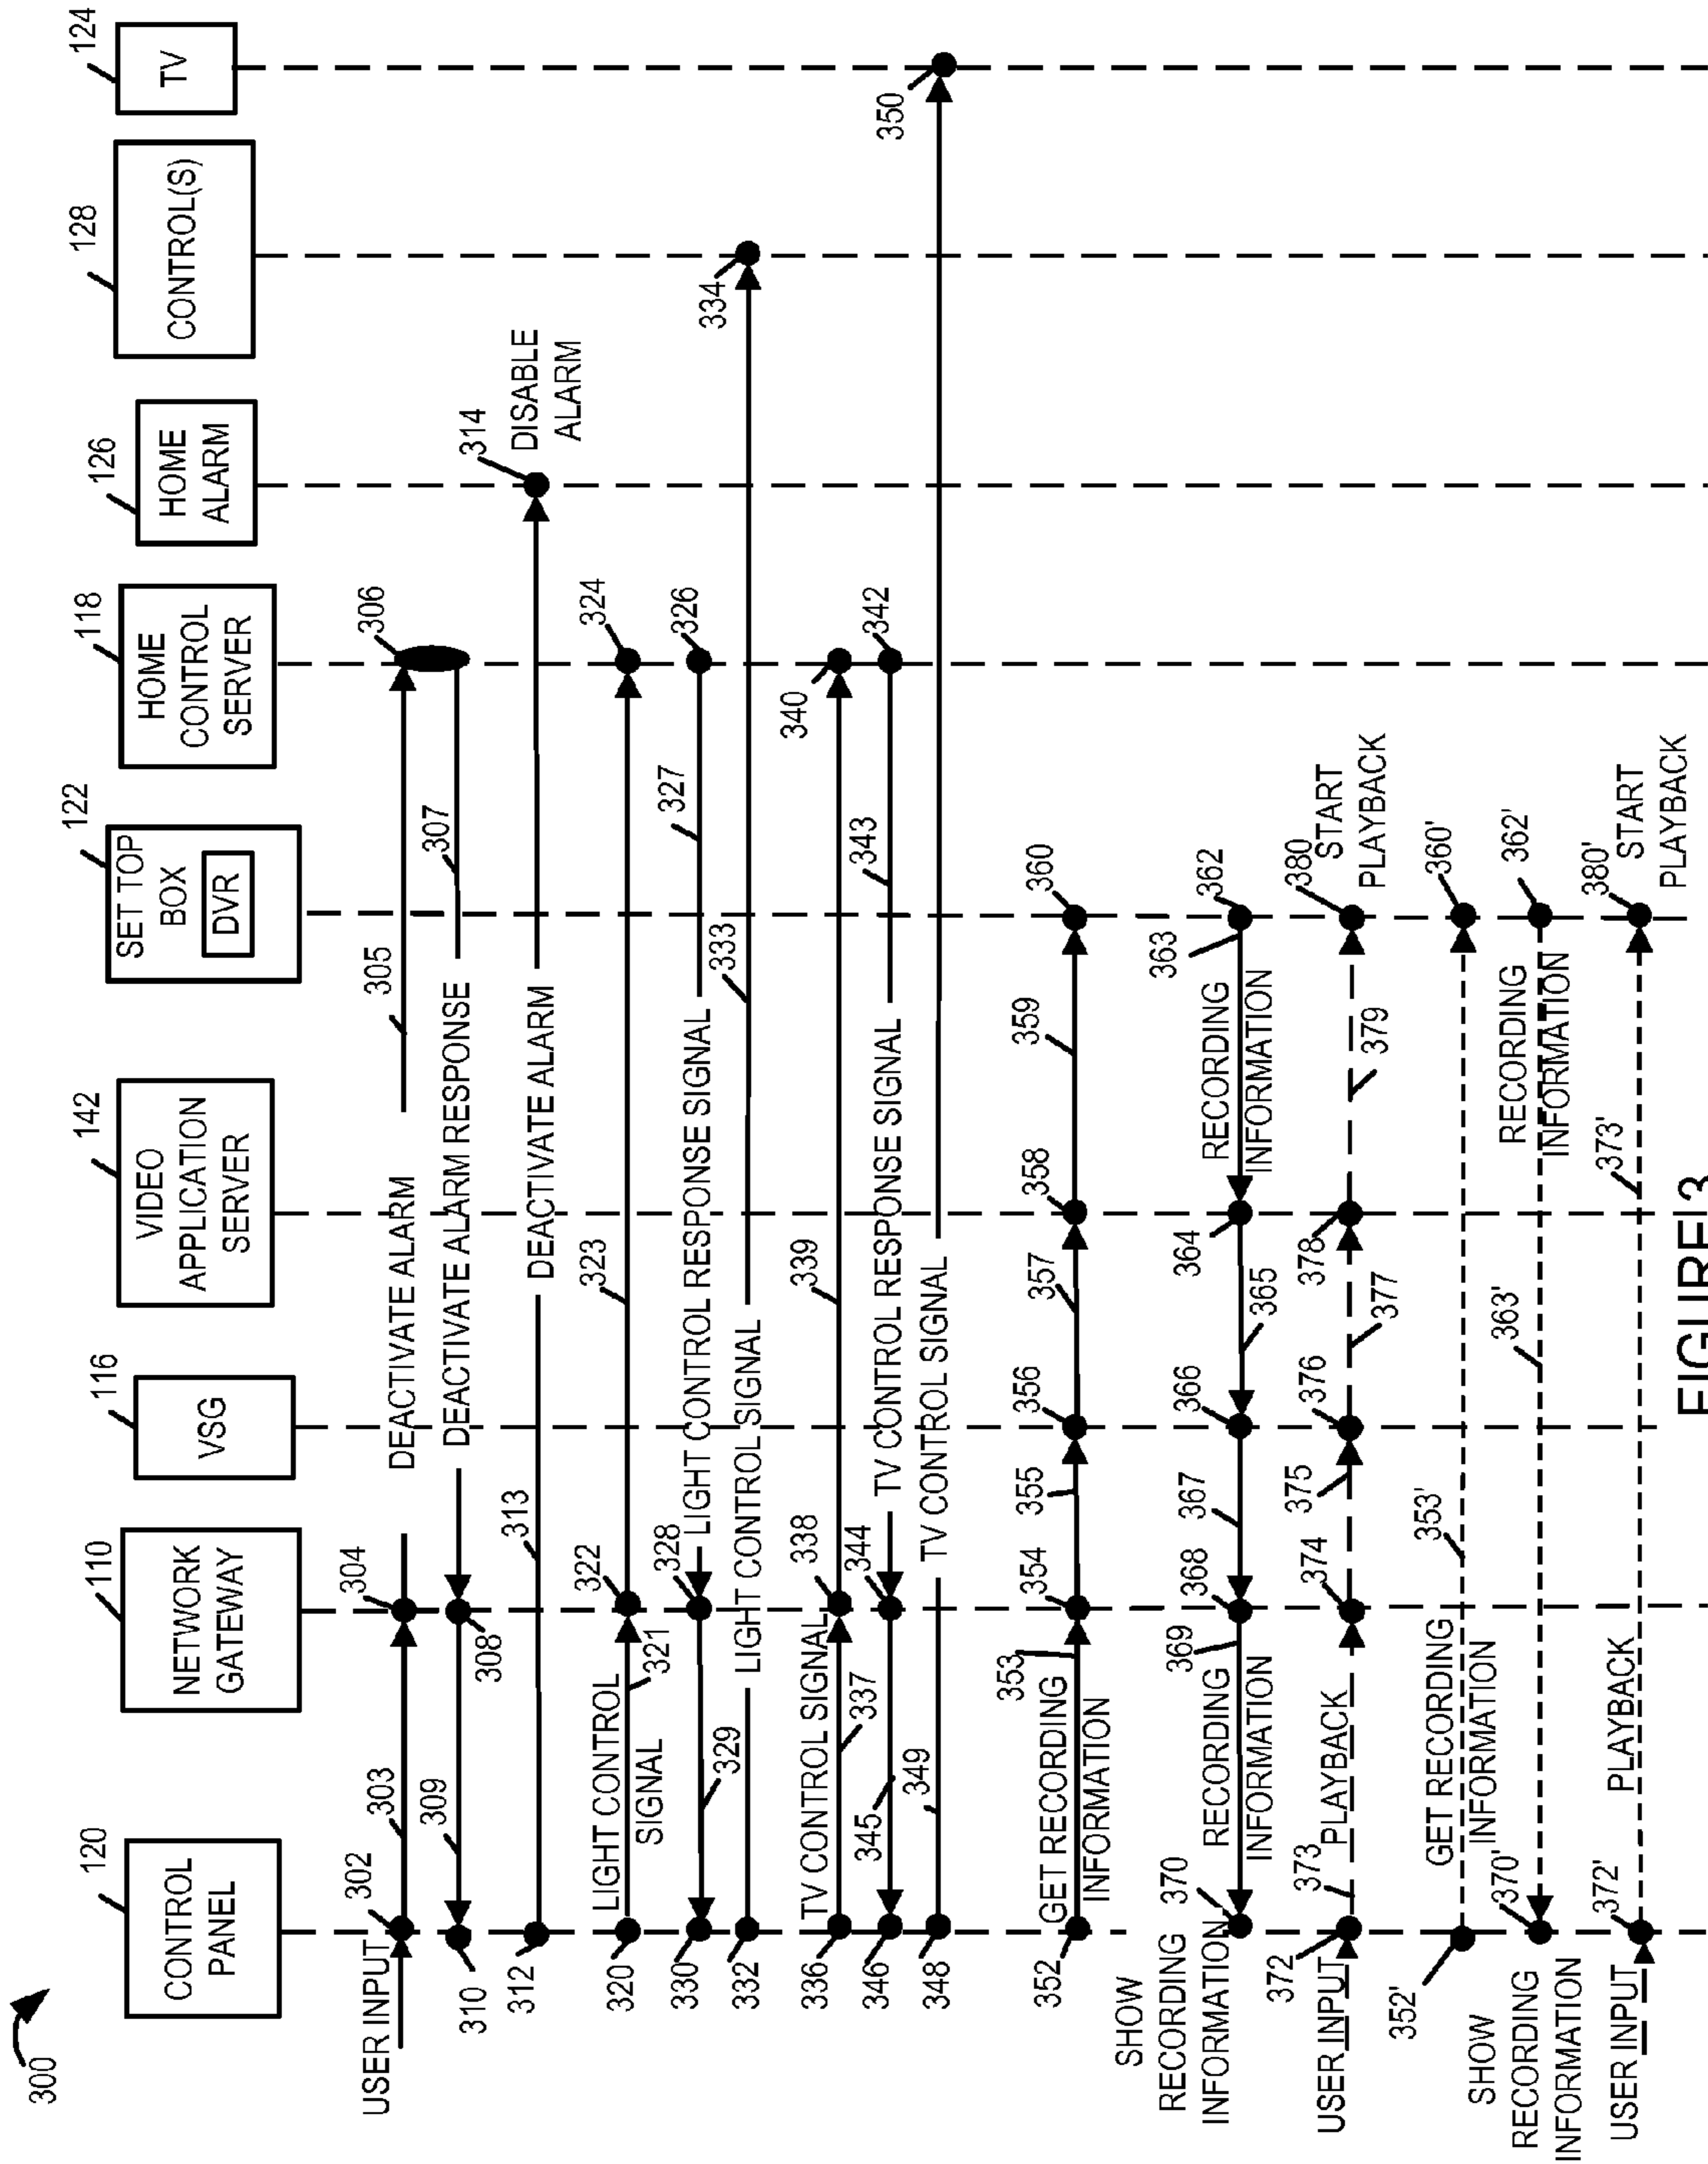 300
120
CONTROL
PANEL
110
NETWORK
GATEWAY
116
VSG
142
VIDEO
APPLICATION
SERVER
122
SET TOP
BOX
DVR
118
HOME
CONTROL
SERVER
126
HOME
ALARM
128
CONTROL(S)
124
TV
USER INPUT
302
303
304
DEACTIVATE ALARM
305
306
309
308
DEACTIVATE ALARM RESPONSE
307
310
312
313
DEACTIVATE ALARM
314
DISABLE
ALARM
320
LIGHT CONTROL
SIGNAL
321
322
323
324
330
329
328
LIGHT CONTROL RESPONSE SIGNAL
327
326
332
LIGHT CONTROL SIGNAL
333
334
336
TV CONTROL SIGNAL
337
338
339
340
346
345
344
TV CONTROL RESPONSE SIGNAL
343
342
348
349
TV CONTROL SIGNAL
350
352
GET RECORDING
INFORMATION
353
354
355
356
357
358
359
360
SHOW
RECORDING
INFORMATION
370
RECORDING
INFORMATION
369
368
367
366
365
364
RECORDING
INFORMATION
363
362
USER INPUT
372
373
PLAYBACK
374
375
376
377
378
379
380
START
PLAYBACK
352'
GET RECORDING
INFORMATION
353'
360'
SHOW
RECORDING
INFORMATION
370'
363'
RECORDING
INFORMATION
362'
USER INPUT
372'
PLAYBACK
373'
380'
START
PLAYBACK
FIGURE 3